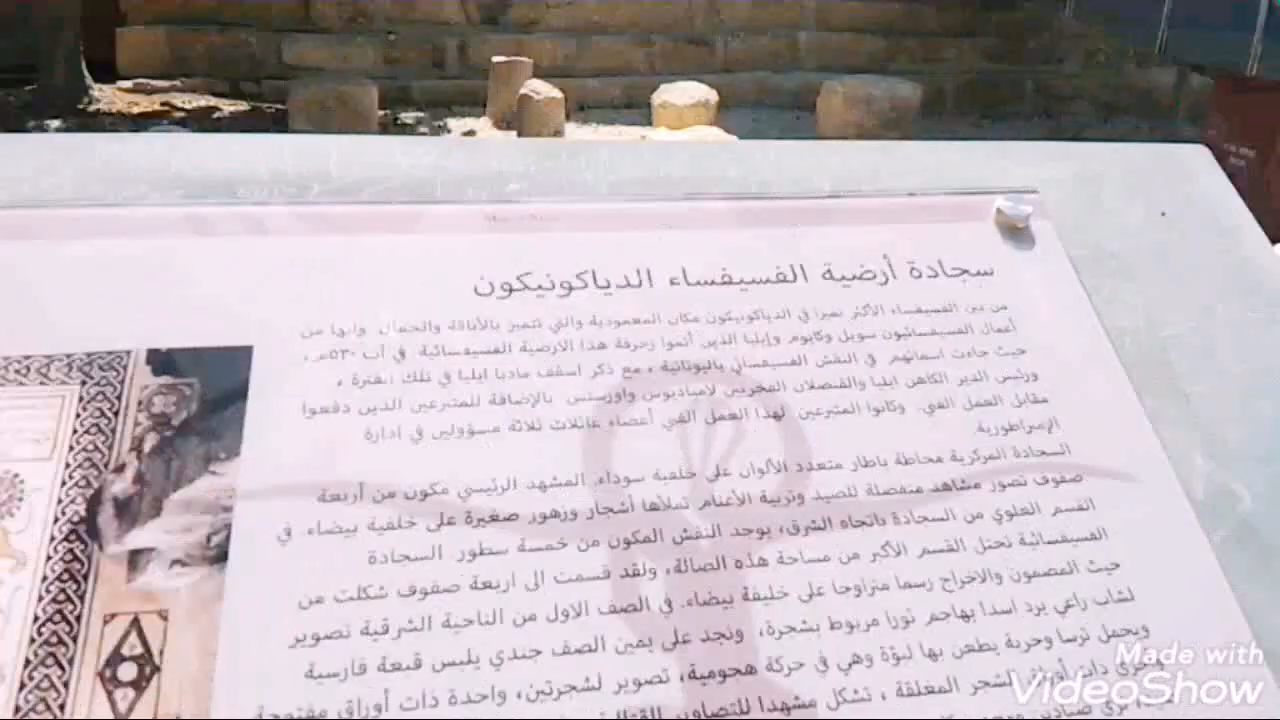 سجادة أرضية الفسيفساء الدياكونيكون
من بين الفسيفساء الأكثر تميزا في الدياكونيكون مكان المعمودية والتي تتميز بالأناقة والجمال وانها من
أعمال الفسيفسائيون سويل وكايوم وإيليا الذين أتموا زخرفة هذا الارضية الفسيفسائية في آب ٥٣٠م،
حيث جاءت اسمائهم في النقش الفسيفسائي باليونانية ، مع ذكر اسقف مادبا ايليا في تلك الفترة ،
ورئيس الدير الكاهن ايليا والقنصلان الفخريين لامباديوس واورستس بالإضافة للمتبرعين الذين دفعوا
مقابل العمل الفني. وكانوا المتبرعين لهذا العمل الفني أعضاء عائلات ثلاثة مسؤولين في ادارة
الإمبراطورية.
السجادة المركزية محاطة باطار متعدد الألوان على خلفية سوداء. المشهد الرئيسي مكون من أربعة
صفوف تصور مشاهد منفصلة للصيد وتربية الأغنام تملأها أشجار وزهور صغيرة على خلفية بيضاء. في
القسم العلوي من السجادة باتجاه الشرق، يوجد النقش المكون من خمسة سطور. السجادة
الفسيفسائية تحتل القسم الأكبر من مساحة هذه الصالة، ولقد قسمت الى اربعة صفوف شكلت من
حيث المضمون والاخراج رسما متراوحا على خليفة بيضاء. في الصف الاول من الناحية الشرقية تصوير
لشاب راعي يرد اسدا يهاجم ثورا مربوط بشجرة، ونجد على يمين الصف جندي يلبس قبعة فارسية
ويحمل ترسا وحربة يطعن بها لبؤة وهي في حركة هجومية، تصوير لشجرتين، واحدة ذات أوراق مفتوحة
ذات أوراق الشجر المغلقة ، تشكل مشهدا للتصاوير
Made with
VideoShow